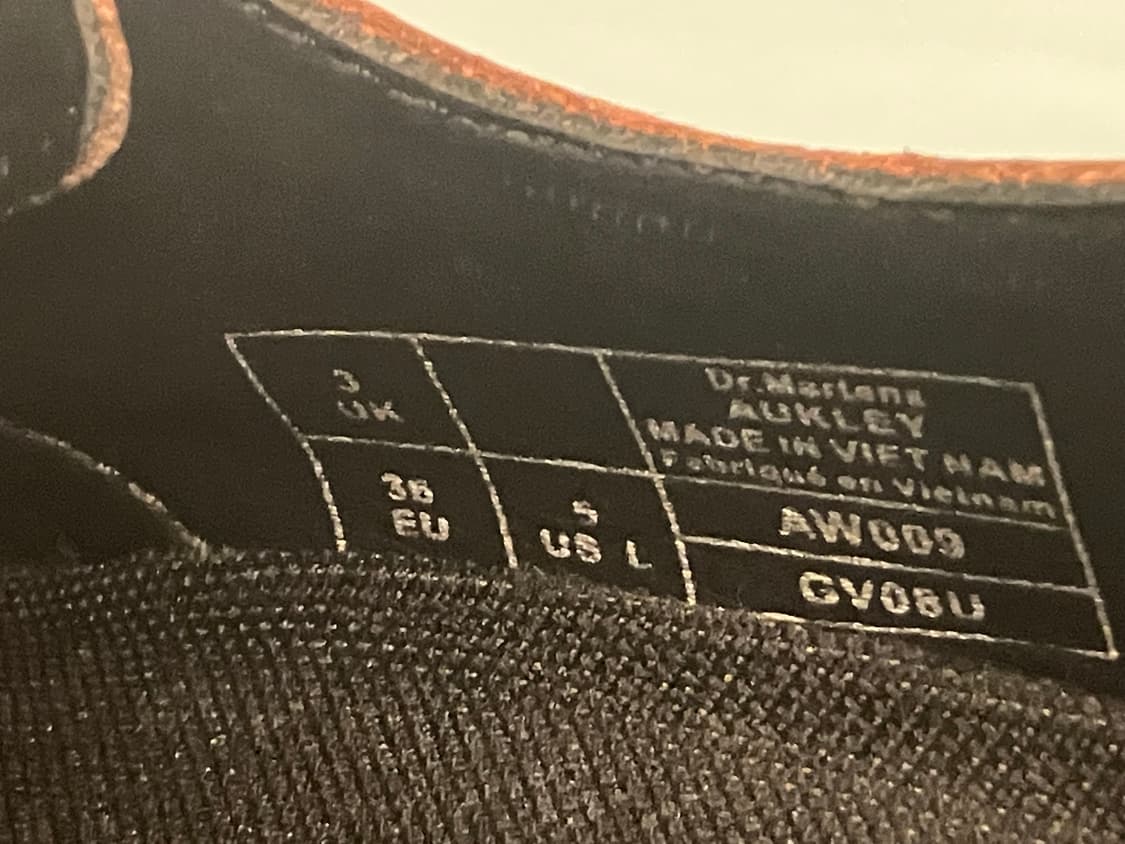 3
UK
36
EU
5
US L
Dr.Martens
AUKLEY
MADE IN VIET NAM
Fabriqué en Vietnam
AW009
GV08U